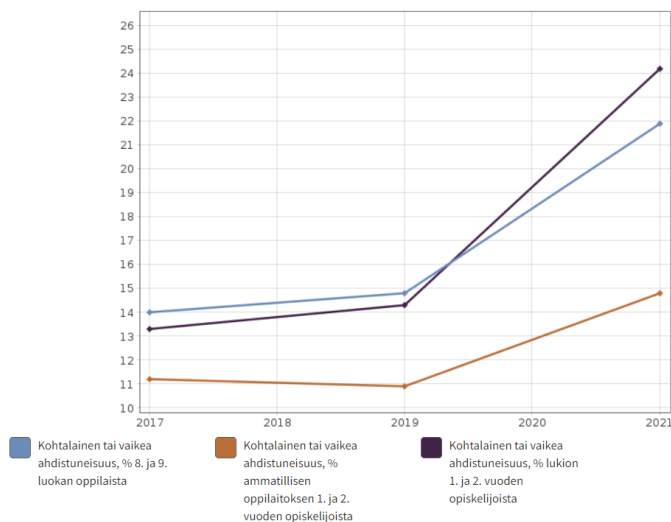 26
25
24
23
22
21
20
19
18
17
16
15
14
13
12
11
10
2017 2018 2019 2020 2021
Kohtalainen tai vaikea
ahdistuneisuus, % 8. ja 9.
luokan oppilaista
Kohtalainen tai vaikea
ahdistuneisuus, %
ammatillisen
oppilaitoksen 1. ja 2.
vuoden opiskelijoista
Kohtalainen tai vaikea
ahdistuneisuus, % lukion
1. ja 2. vuoden
opiskelijoista